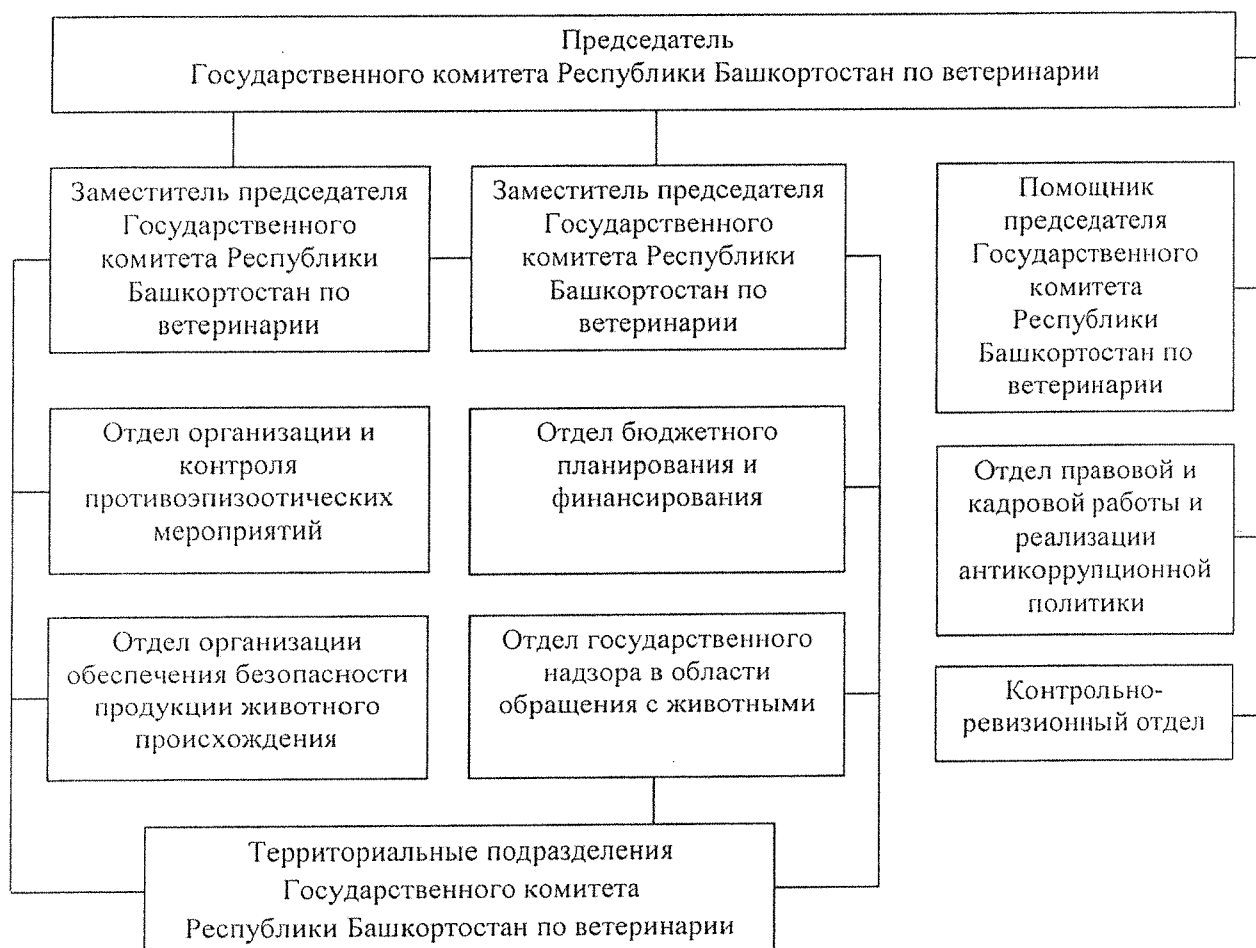 Председатель
Государственного комитета Республики Башкортостан по ветеринарии
Заместитель председателя
Государственного
комитета Республики
Башкортостан по
ветеринарии
Заместитель председателя
Государственного
комитета Республики
Башкортостан по
ветеринарии
Помощник
председателя
Государственного
комитета
Республики
Башкортостан по
ветеринарии
Отдел организации и
контроля
противоэпизоотических
мероприятий
Отдел бюджетного
планирования и
финансирования
Отдел правовой и
кадровой работы и
реализации
антикоррупционной
политики
Отдел организации
обеспечения безопасности
продукции животного
происхождения
Отдел государственного
надзора в области
обращения с животными
Контрольно-
ревизионный отдел
Территориальные подразделения
Государственного комитета
Республики Башкортостан по ветеринарии